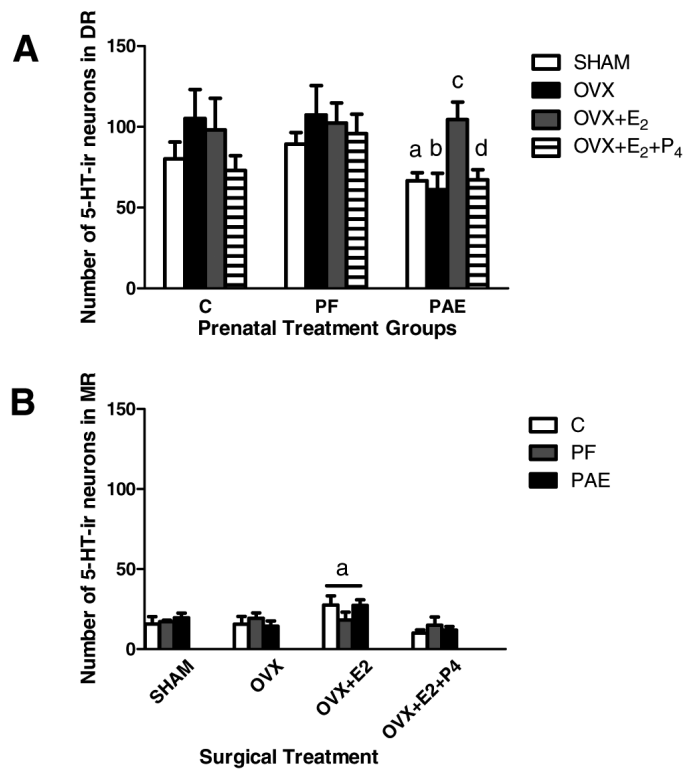 A
Number of 5-HT-ir neurons in DR
150
100
50
0
a
b
c
d
C
PF
PAE
Prenatal Treatment Groups
SHAM
OVX
OVX+E₂
OVX+E₂+P₄
B
Number of 5-HT-ir neurons in MR
150
100
50
0
a
SHAM
OVX
OVX+E2
OVX+E2+P4
Surgical Treatment
C
PF
PAE